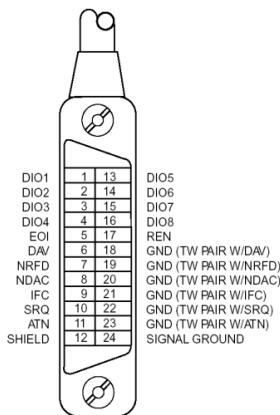 DIO1 1 13 DIO5
DIO2 2 14 DIO6
DIO3 3 15 DIO7
DIO4 4 16 DIO8
EOI 5 17 REN
DAV 6 18 GND (TW PAIR W/DAV)
NRFD 7 19 GND (TW PAIR W/NRFD)
NDAC 8 20 GND (TW PAIR W/NDAC)
IFC 9 21 GND (TW PAIR W/IFC)
SRQ 10 22 GND (TW PAIR W/SRQ)
ATN 11 23 GND (TW PAIR W/ATN)
SHIELD 12 24 SIGNAL GROUND